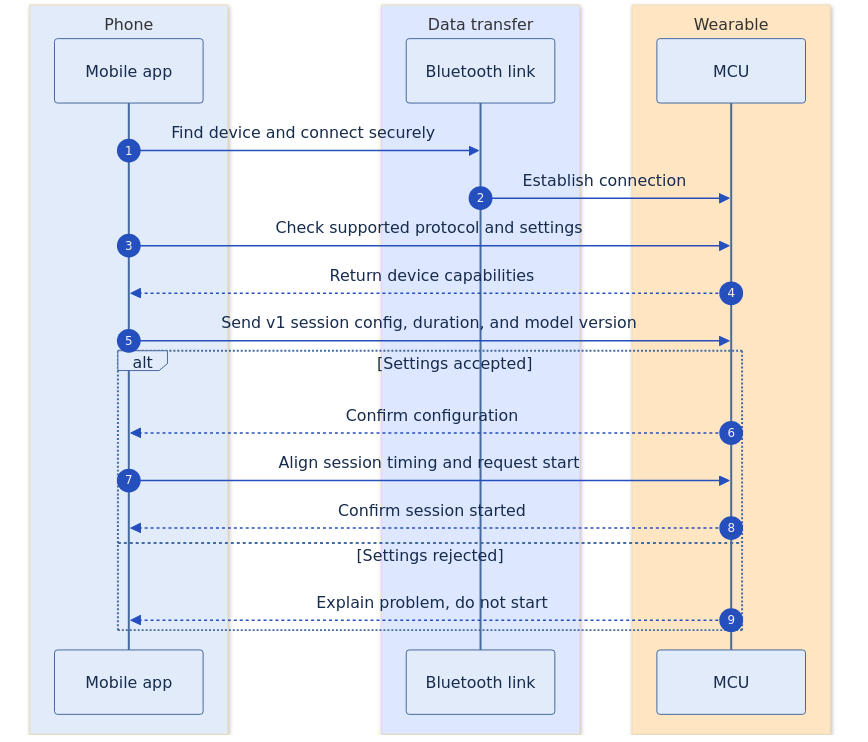 Phone
Data transfer
Wearable
Mobile app
Bluetooth link
MCU
Find device and connect securely
1
Establish connection
2
Check supported protocol and settings
3
Return device capabilities
4
Send v1 session config, duration, and model version
5
alt
[Settings accepted]
Confirm configuration
6
Align session timing and request start
7
Confirm session started
8
[Settings rejected]
Explain problem, do not start
9
Mobile app
Bluetooth link
MCU